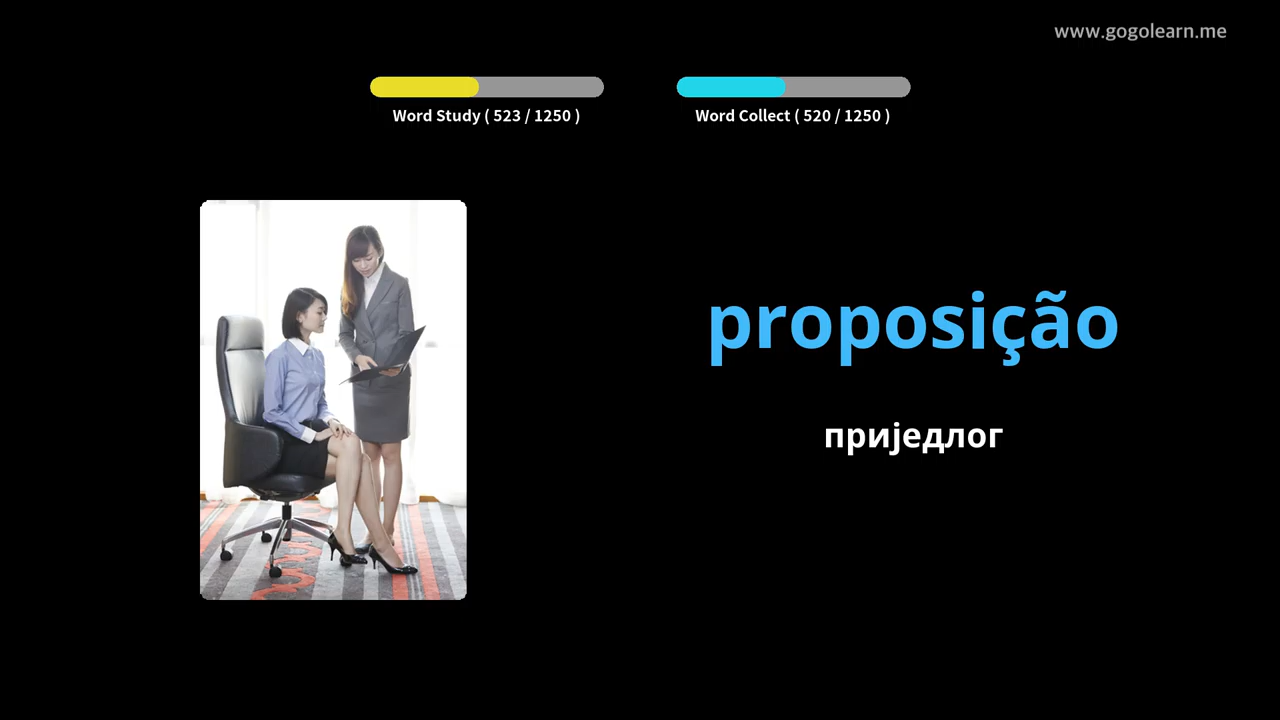 www.gogolearn.me
Word Study ( 523 / 1250 )
Word Collect ( 520 / 1250 )
proposição
приједлог